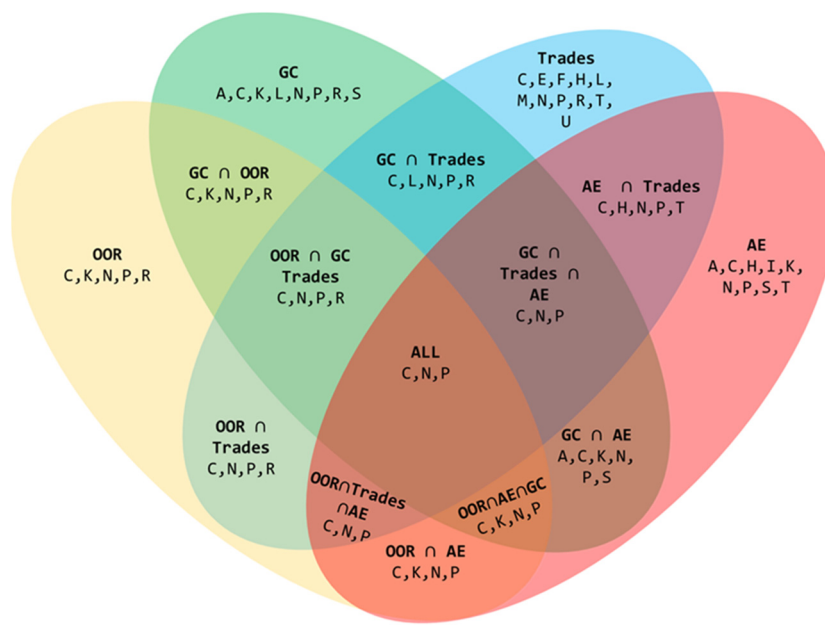 GC
A,C,K,L,N,P,R,S
Trades
C,E,F,H,L,
M,N,P,R,T,
U
GC ∩ OOR
C,K,N,P,R
GC ∩ Trades
C,L,N,P,R
AE ∩ Trades
C,H,N,P,T
OOR
C,K,N,P,R
OOR ∩ GC
Trades
C,N,P,R
GC ∩
Trades ∩
AE
C,N,P
AE
A,C,H,I,K,
N,P,S,T
ALL
C,N,P
OOR ∩
Trades
C,N,P,R
GC ∩ AE
A,C,K,N,
P,S
OOR∩Trades
∩AE
C,N,P
OOR∩AE∩GC
C,K,N,P
OOR ∩ AE
C,K,N,P